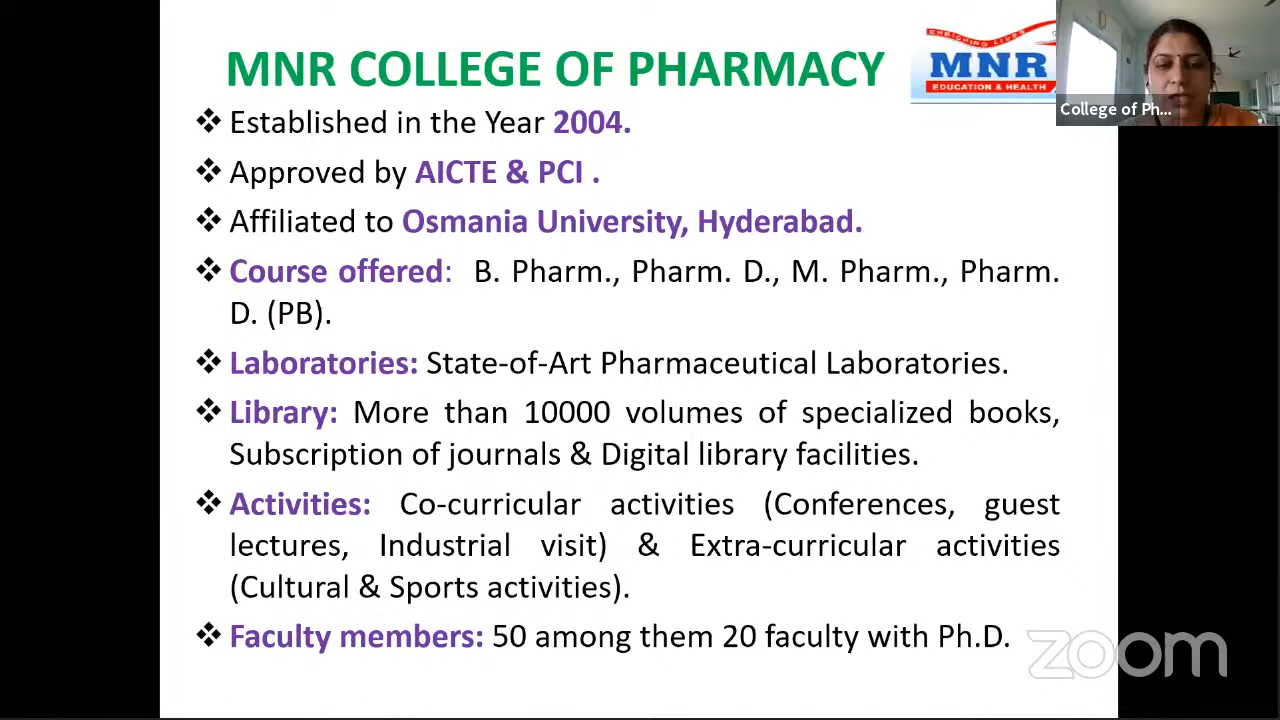 MNR COLLEGE OF PHARMACY
ENRICHING LIVES
MNR
EDUCATION & HEALTH
College of Ph...
❖ Established in the Year 2004.
❖ Approved by AICTE & PCI .
❖ Affiliated to Osmania University, Hyderabad.
❖ Course offered: B. Pharm., Pharm. D., M. Pharm., Pharm.
D. (PB).
❖ Laboratories: State-of-Art Pharmaceutical Laboratories.
❖ Library: More than 10000 volumes of specialized books,
Subscription of journals & Digital library facilities.
❖ Activities: Co-curricular activities (Conferences, guest
lectures, Industrial visit) & Extra-curricular activities
(Cultural & Sports activities).
❖ Faculty members: 50 among them 20 faculty with Ph.D.
zoom